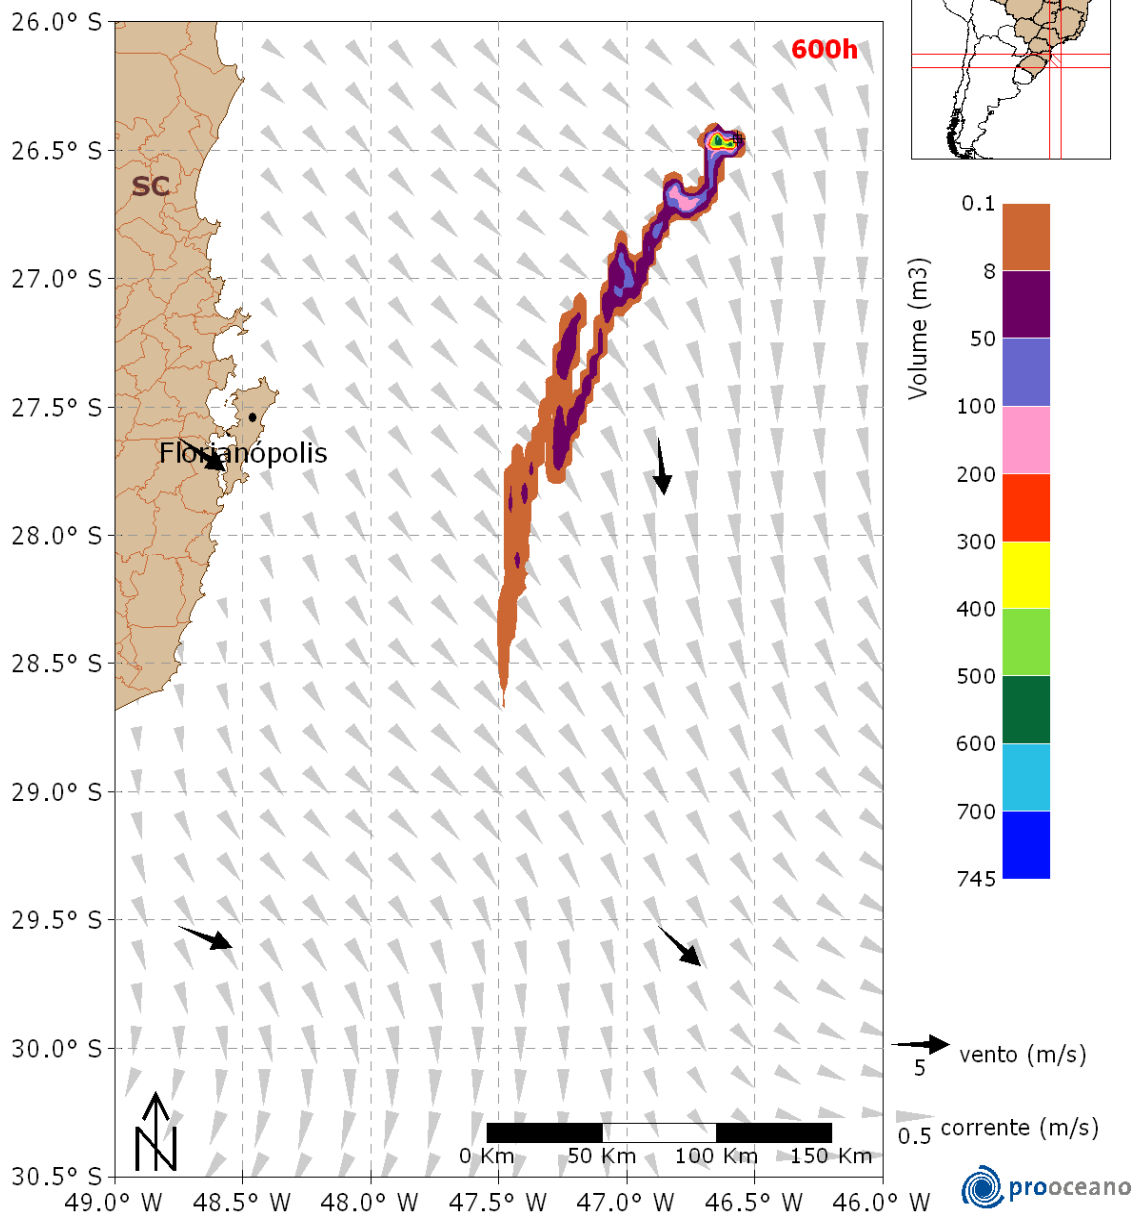 26.0° S
600h
26.5° S
SC
0.1
27.0° S
8
Volume (m3)
50
100
27.5° S
Florianópolis
200
28.0° S
300
400
28.5° S
500
600
29.0° S
700
745
29.5° S
30.0° S
vento (m/s)
5
corrente (m/s)
0.5
N
0 Km 50 Km 100 Km 150 Km
30.5° S
49.0° W 48.5° W 48.0° W 47.5° W 47.0° W 46.5° W 46.0° W
prooceano